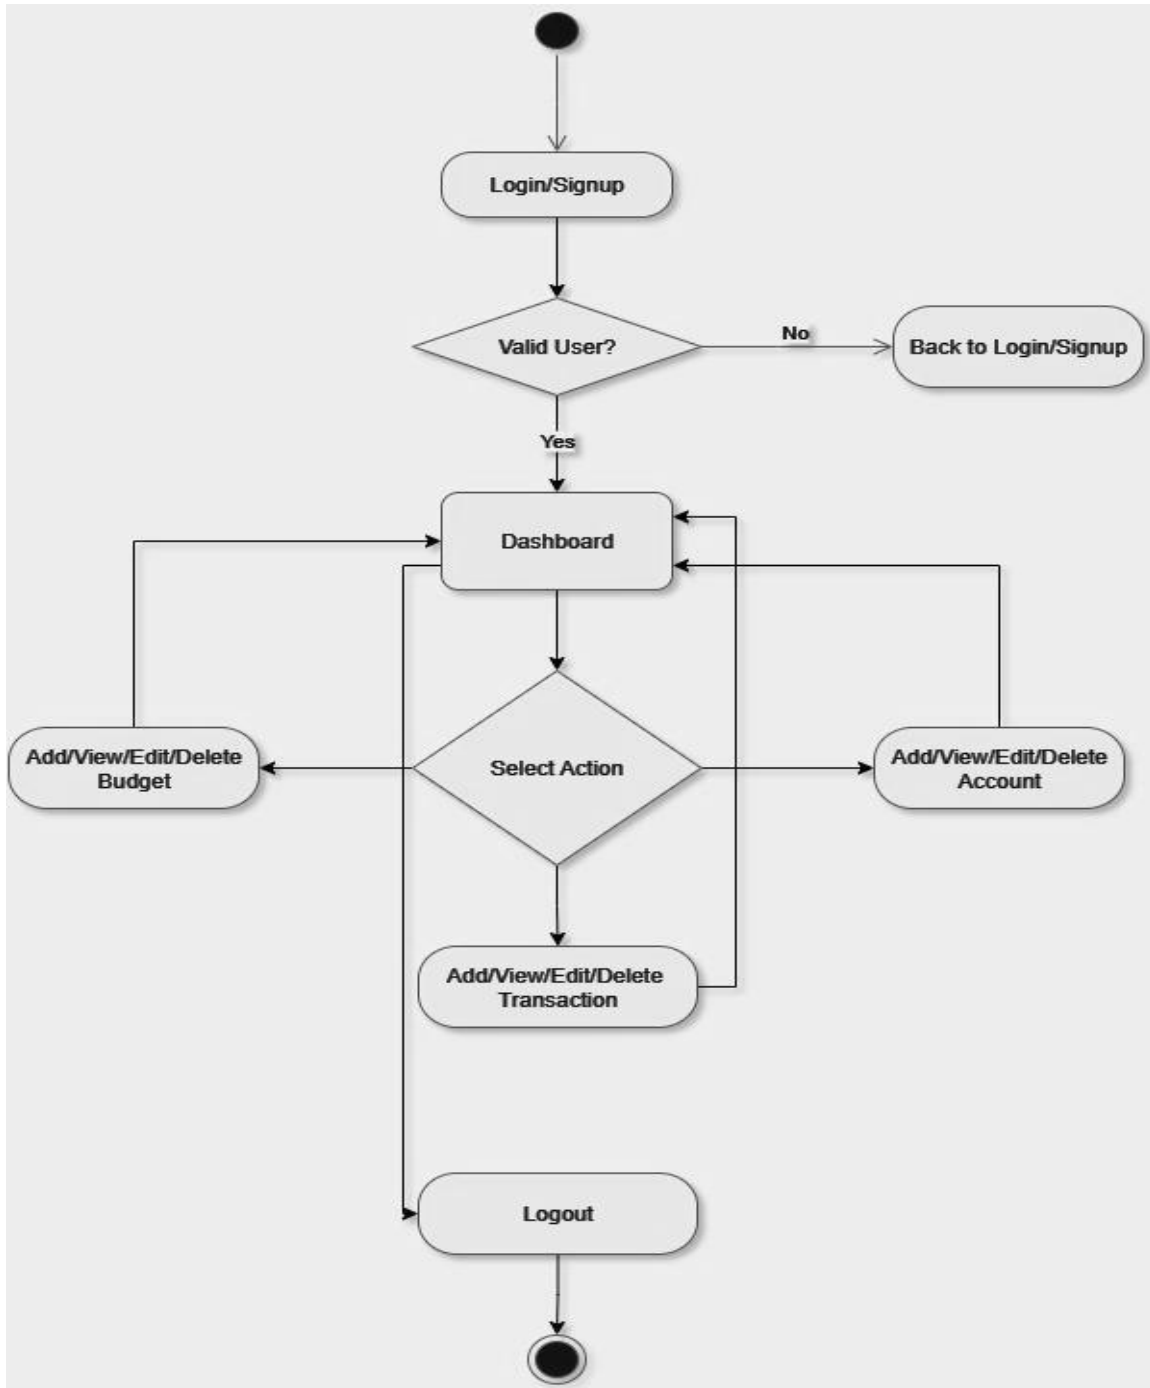 Login/Signup
Valid User?
No
Back to Login/Signup
Yes
Dashboard
Add/View/Edit/Delete
Budget
Select Action
Add/View/Edit/Delete
Account
Add/View/Edit/Delete
Transaction
Logout